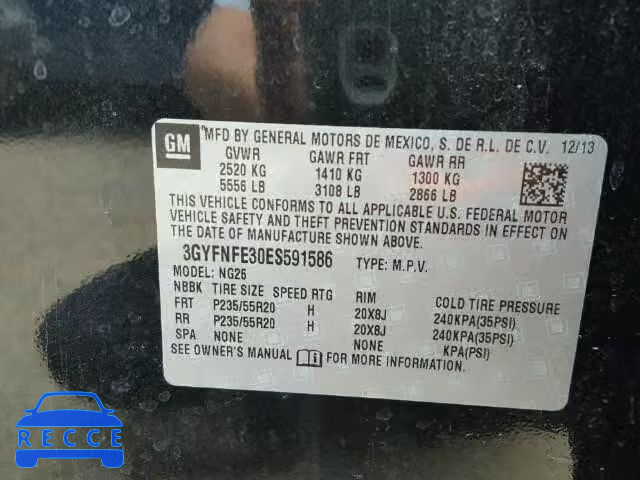 GM
MFD BY GENERAL MOTORS DE MEXICO, S. DE R.L. DE C.V. 12/13
GVWR GAWR FRT GAWR RR
2520 KG 1410 KG 1300 KG
5556 LB 3108 LB 2866 LB
THIS VEHICLE CONFORMS TO ALL APPLICABLE U.S. FEDERAL MOTOR
VEHICLE SAFETY AND THEFT PREVENTION STANDARDS IN EFFECT ON
THE DATE OF MANUFACTURE SHOWN ABOVE.
3GYFNFE30ES591586 TYPE: M.P.V.
MODEL: NG26
NBBK TIRE SIZE SPEED RTG RIM COLD TIRE PRESSURE
FRT P235/55R20 H 20X8J 240KPA(35PSI)
RR P235/55R20 H 20X8J 240KPA(35PSI)
SPA NONE NONE KPA(PSI)
SEE OWNER'S MANUAL FOR MORE INFORMATION.
RECCE